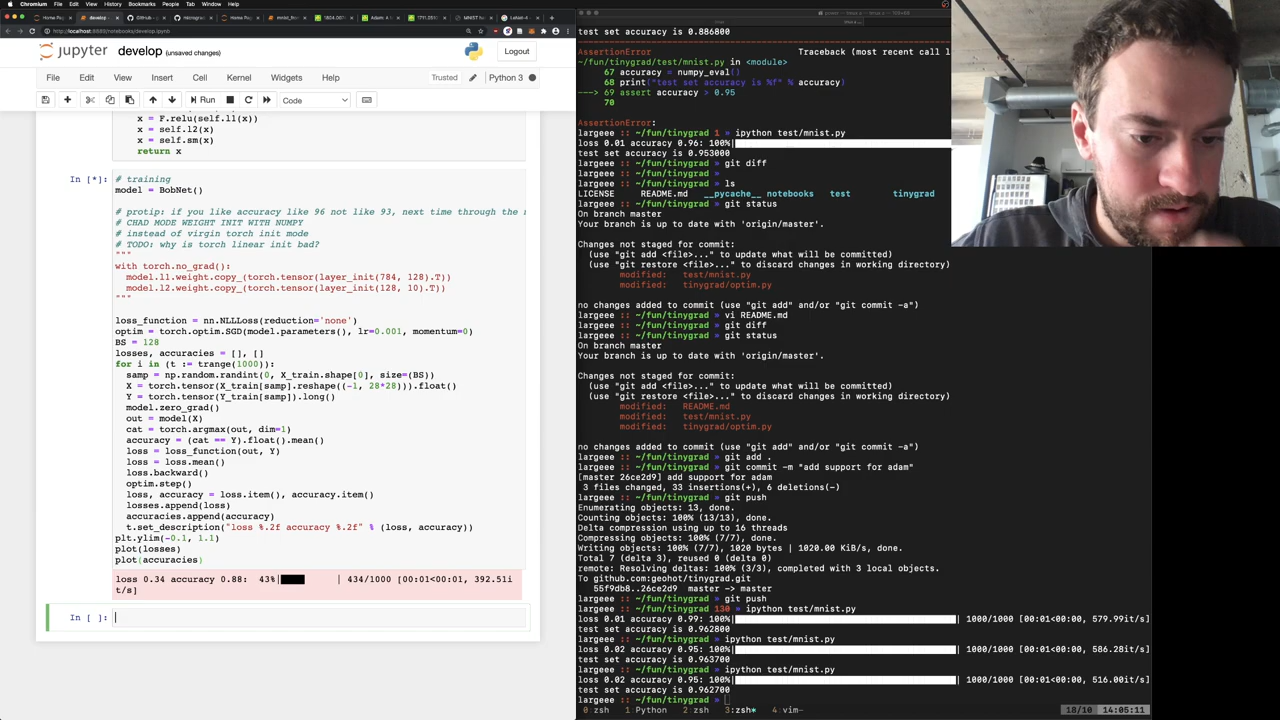 Chromium File Edit View History Bookmarks People Tab Window Help
http://localhost:8888/notebooks/develop.ipynb
jupyter develop (unsaved changes)
Logout
File Edit View Insert Cell Kernel Widgets Help
Trusted Python 3
Run Code
x = F.relu(self.l1(x))
x = self.l2(x)
x = self.sm(x)
return x
In [*]:
# training
model = BobNet()
# protip: if you like accuracy like 96 not like 93, next time through the
# CHAD MODE WEIGHT INIT WITH NUMPY
# instead of virgin torch init mode
# TODO: why is torch linear init bad?
"""
with torch.no_grad():
model.l1.weight.copy_(torch.tensor(layer_init(784, 128).T))
model.l2.weight.copy_(torch.tensor(layer_init(128, 10).T))
"""
loss_function = nn.NLLLoss(reduction='none')
optim = torch.optim.SGD(model.parameters(), lr=0.001, momentum=0)
BS = 128
losses, accuracies = [], []
for i in (t := trange(1000)):
samp = np.random.randint(0, X_train.shape[0], size=(BS))
X = torch.tensor(X_train[samp].reshape((-1, 28*28))).float()
Y = torch.tensor(Y_train[samp]).long()
model.zero_grad()
out = model(X)
cat = torch.argmax(out, dim=1)
accuracy = (cat == Y).float().mean()
loss = loss_function(out, Y)
loss = loss.mean()
loss.backward()
optim.step()
loss, accuracy = loss.item(), accuracy.item()
losses.append(loss)
accuracies.append(accuracy)
t.set_description("loss %.2f accuracy %.2f" % (loss, accuracy))
plt.ylim(-0.1, 1.1)
plot(losses)
plot(accuracies)
loss 0.34 accuracy 0.88: 43%| | 434/1000 [00:01<00:01, 392.51i
t/s]
In [ ]:
test set accuracy is 0.886800
AssertionError Traceback (most recent call l
~/fun/tinygrad/test/mnist.py in <module>
67 accuracy = numpy_eval()
68 print("test set accuracy is %f" % accuracy)
---> 69 assert accuracy > 0.95
70
AssertionError:
largeee :: ~/fun/tinygrad 1 » ipython test/mnist.py
loss 0.01 accuracy 0.96: 100%|
test set accuracy is 0.953000
largeee :: ~/fun/tinygrad » git diff
largeee :: ~/fun/tinygrad »
largeee :: ~/fun/tinygrad » ls
LICENSE README.md __pycache__ notebooks test tinygrad
largeee :: ~/fun/tinygrad » git status
On branch master
Your branch is up to date with 'origin/master'.
Changes not staged for commit:
(use "git add <file>..." to update what will be committed)
(use "git restore <file>..." to discard changes in working directory)
modified: test/mnist.py
modified: tinygrad/optim.py
no changes added to commit (use "git add" and/or "git commit -a")
largeee :: ~/fun/tinygrad » vi README.md
largeee :: ~/fun/tinygrad » git diff
largeee :: ~/fun/tinygrad » git status
On branch master
Your branch is up to date with 'origin/master'.
Changes not staged for commit:
(use "git add <file>..." to update what will be committed)
(use "git restore <file>..." to discard changes in working directory)
modified: README.md
modified: test/mnist.py
modified: tinygrad/optim.py
no changes added to commit (use "git add" and/or "git commit -a")
largeee :: ~/fun/tinygrad » git add .
largeee :: ~/fun/tinygrad » git commit -m "add support for adam"
[master 26ce2d9] add support for adam
3 files changed, 33 insertions(+), 6 deletions(-)
largeee :: ~/fun/tinygrad » git push
Enumerating objects: 13, done.
Counting objects: 100% (13/13), done.
Delta compression using up to 16 threads
Compressing objects: 100% (7/7), done.
Writing objects: 100% (7/7), 1020 bytes | 1020.00 KiB/s, done.
Total 7 (delta 3), reused 0 (delta 0)
remote: Resolving deltas: 100% (3/3), completed with 3 local objects.
To github.com:geohot/tinygrad.git
55f9db8..26ce2d9 master -> master
largeee :: ~/fun/tinygrad » git push
largeee :: ~/fun/tinygrad 130 » ipython test/mnist.py
loss 0.01 accuracy 0.99: 100%| | 1000/1000 [00:01<00:00, 579.99it/s]
test set accuracy is 0.962800
largeee :: ~/fun/tinygrad » ipython test/mnist.py
loss 0.02 accuracy 0.95: 100%| | 1000/1000 [00:01<00:00, 586.28it/s]
test set accuracy is 0.963700
largeee :: ~/fun/tinygrad » ipython test/mnist.py
loss 0.02 accuracy 0.95: 100%| | 1000/1000 [00:01<00:00, 516.00it/s]
test set accuracy is 0.962700
largeee :: ~/fun/tinygrad »
0:zsh 1:Python 2:zsh 3:zsh* 4:vim- 18/10 14:05:11